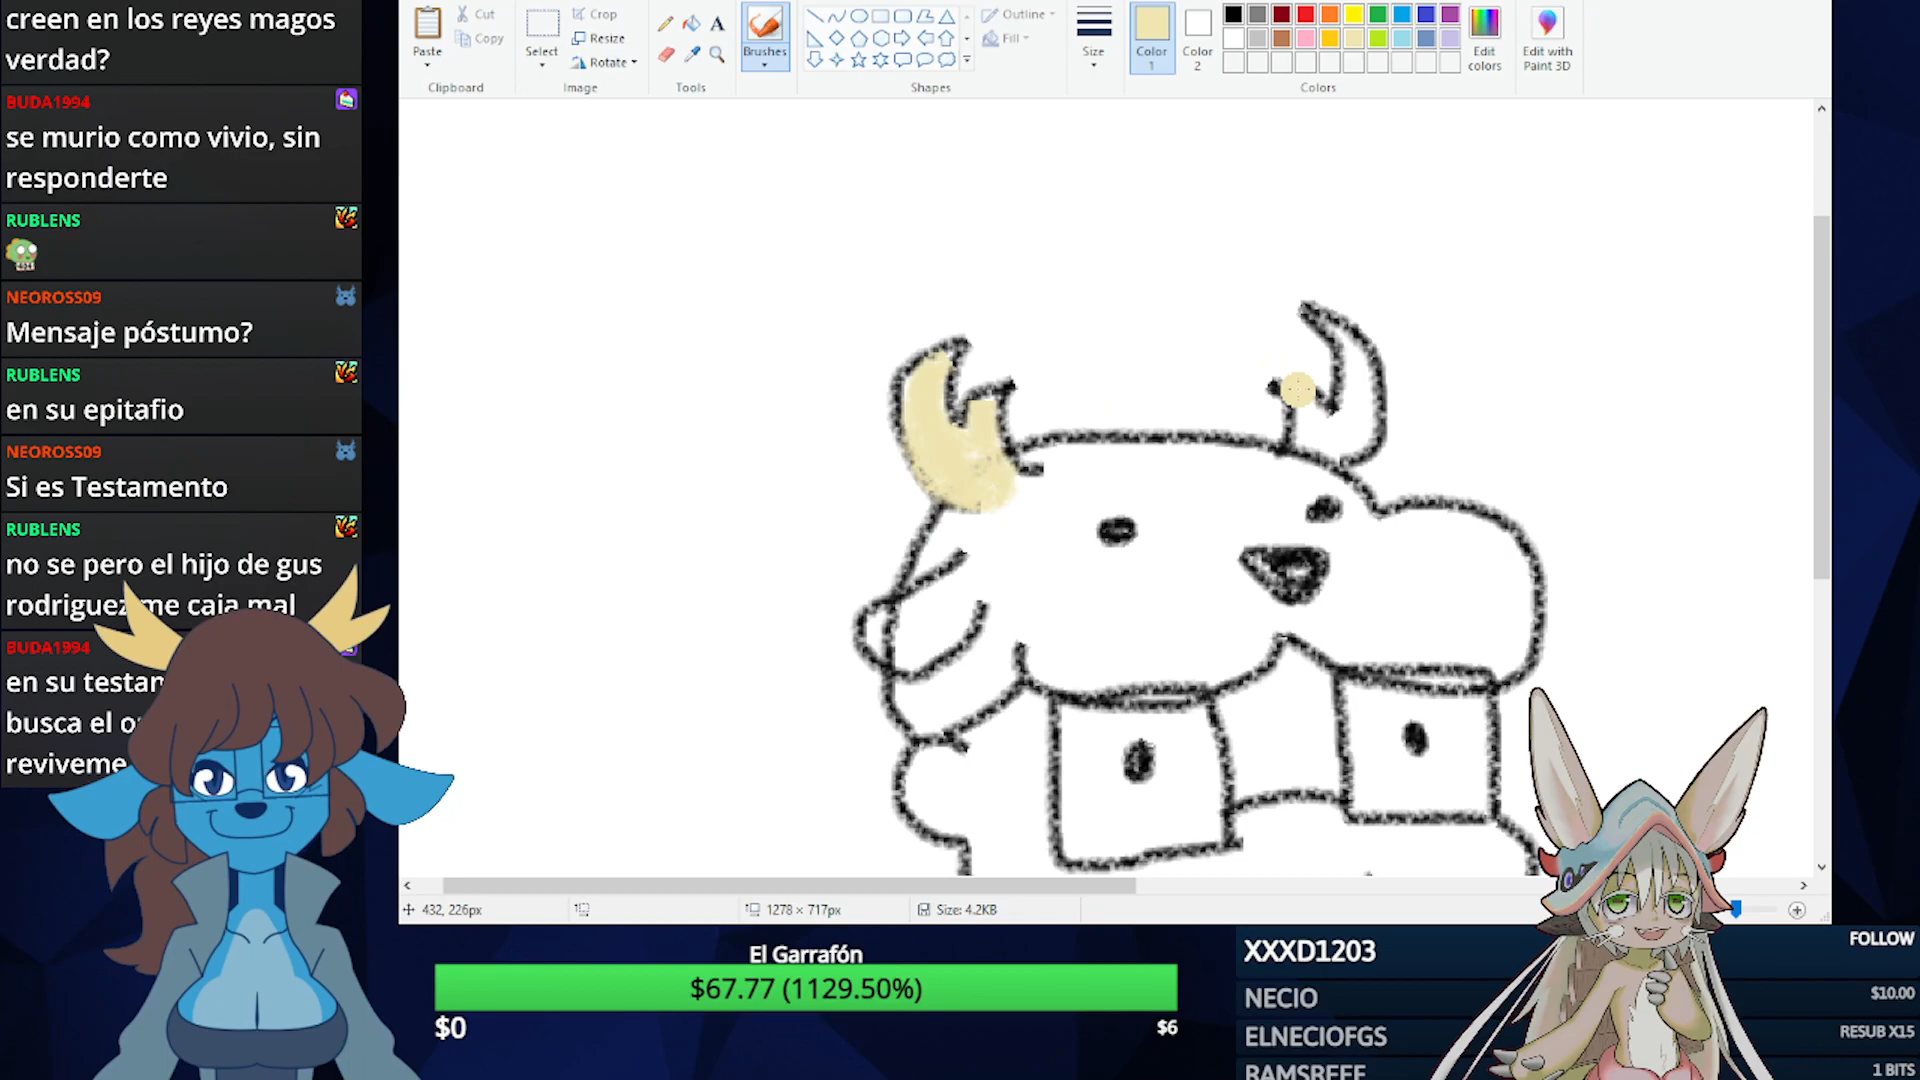 creen en los reyes magos
verdad?
BUDA1994
se murio como vivio, sin
responderte
RUBLENS
NEOROSS09
Mensaje póstumo?
RUBLENS
en su epitafio
NEOROSS09
Si es Testamento
RUBLENS
no se pero el hijo de gus
rodriguez me caia mal
BUDA1994
en su
busca el
reviveme
Paste
Cut
Copy
Clipboard
Select
Crop
Resize
Rotate
Image
A
Tools
Brushes
Shapes
Outline
Fill
Size
Color
1
Color
2
Edit
colors
Colors
Edit with
Paint 3D
432, 226px
1278 × 717px
Size: 4.2KB
El Garrafón
$67.77 (1129.50%)
$0
$6
XXXD1203
FOLLOW
NECIO
$10.00
ELNECIOFGS
RESUB X15
RAMSREEE
1 BITS